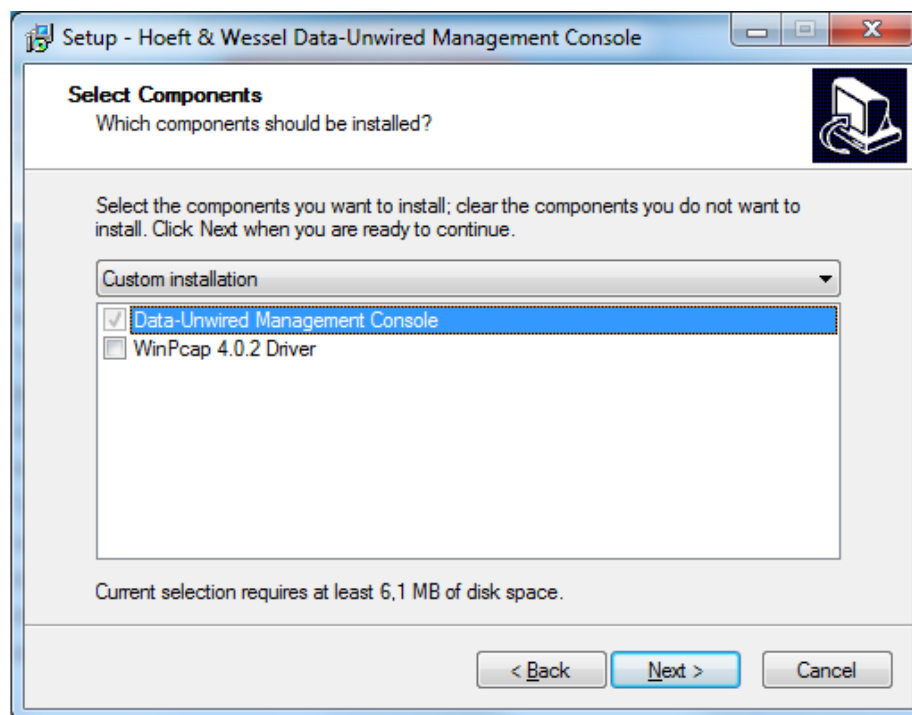 Setup - Hoeft & Wessel Data-Unwired Management Console
Select Components
Which components should be installed?
Select the components you want to install; clear the components you do not want to
install. Click Next when you are ready to continue.
Custom installation
Data-Unwired Management Console
WinPcap 4.0.2 Driver
Current selection requires at least 6,1 MB of disk space.
< Back
Next >
Cancel